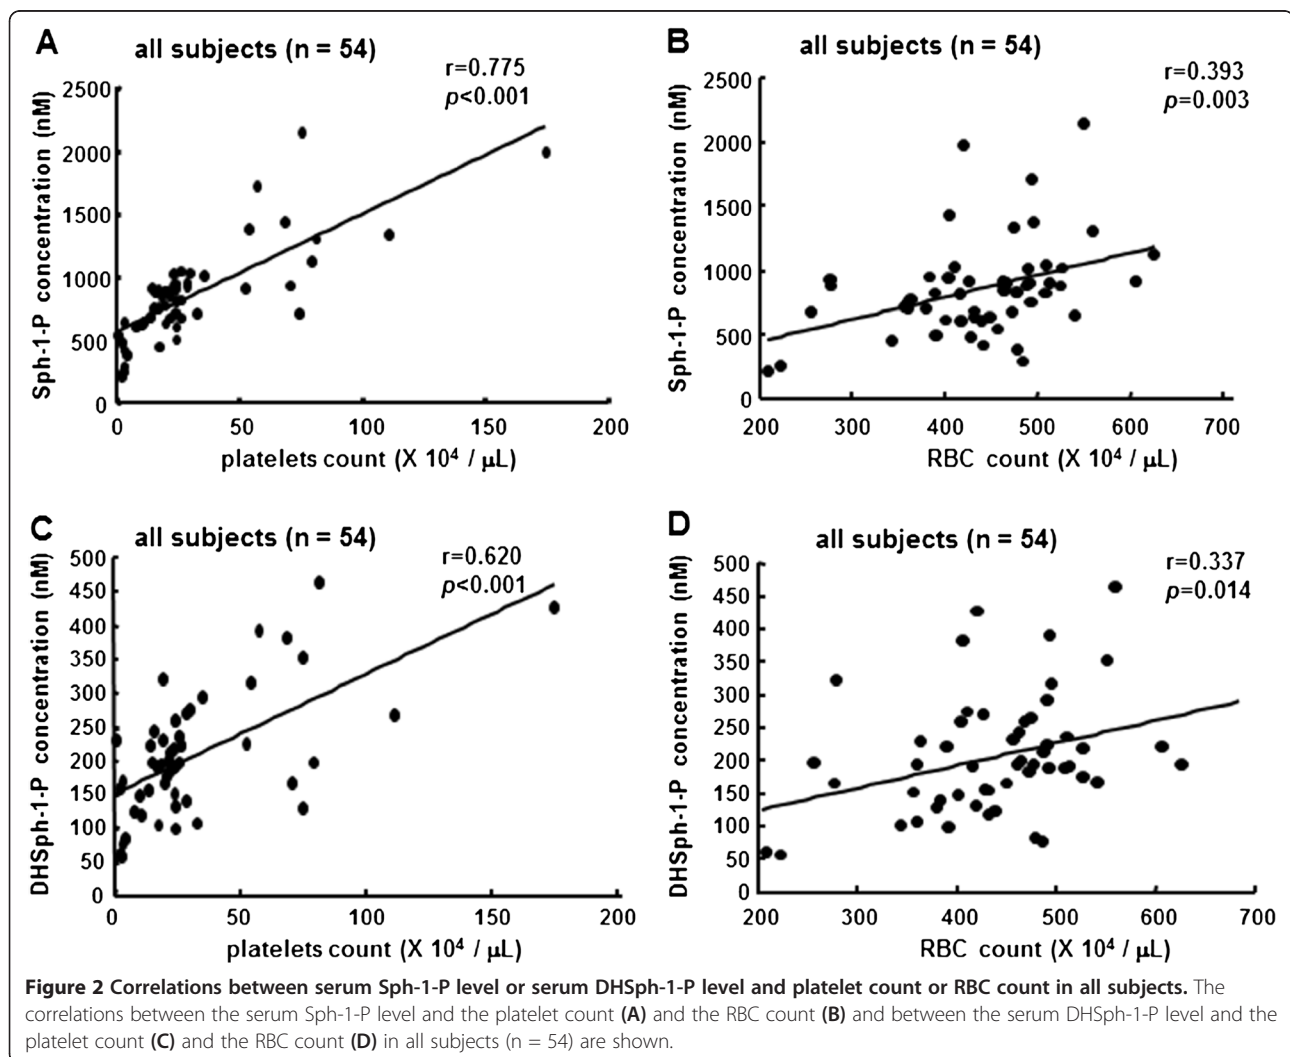 A
all subjects (n = 54)
r=0.775
p<0.001
Sph-1-P concentration (nM)
2500
2000
1500
1000
500
0
0 50 100 150 200
platelets count (X 10⁴ / μL)
B
all subjects (n = 54)
r=0.393
p=0.003
Sph-1-P concentration (nM)
2500
2000
1500
1000
500
0
200 300 400 500 600 700
RBC count (X 10⁴ / μL)
C
all subjects (n = 54)
r=0.620
p<0.001
DHSph-1-P concentration (nM)
500
450
400
350
300
250
200
150
100
50
0
0 50 100 150 200
platelets count (X 10⁴ / μL)
D
all subjects (n = 54)
r=0.337
p=0.014
DHSph-1-P concentration (nM)
500
450
400
350
300
250
200
150
100
50
0
200 300 400 500 600 700
RBC count (X 10⁴ / μL)
Figure 2 Correlations between serum Sph-1-P level or serum DHSph-1-P level and platelet count or RBC count in all subjects. The
correlations between the serum Sph-1-P level and the platelet count (A) and the RBC count (B) and between the serum DHSph-1-P level and the
platelet count (C) and the RBC count (D) in all subjects (n = 54) are shown.